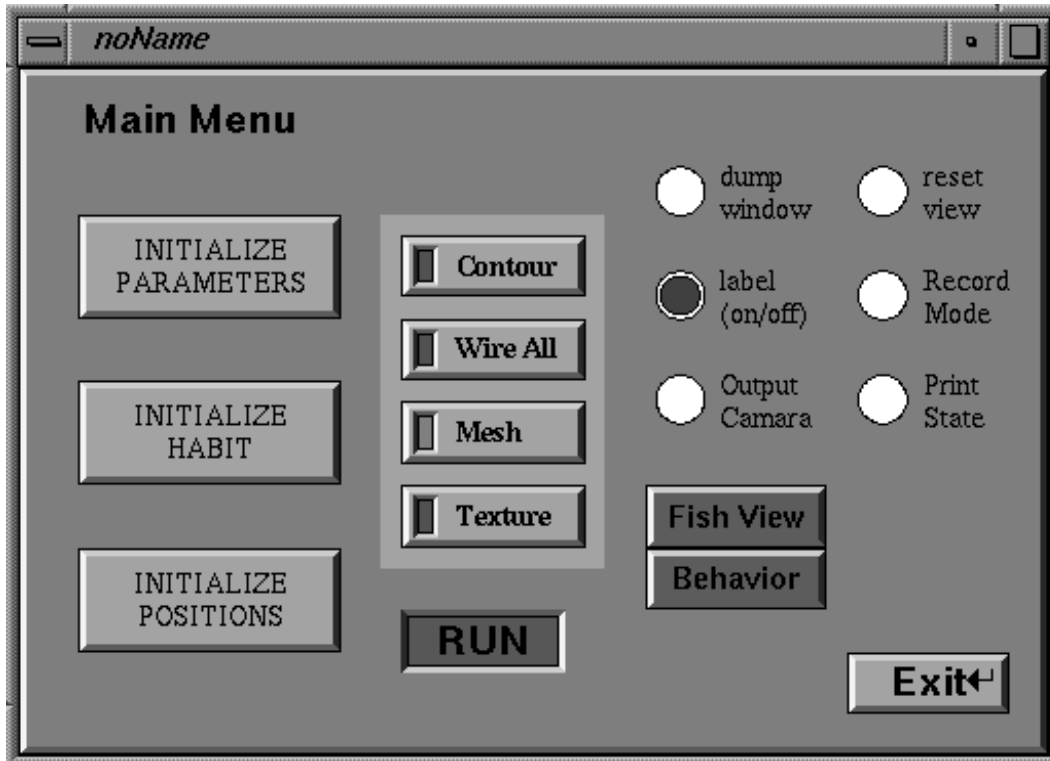 noName
Main Menu
INITIALIZE
PARAMETERS
INITIALIZE
HABIT
INITIALIZE
POSITIONS
Contour
Wire All
Mesh
Texture
RUN
dump
window
reset
view
label
(on/off)
Record
Mode
Output
Camara
Print
State
Fish View
Behavior
Exit